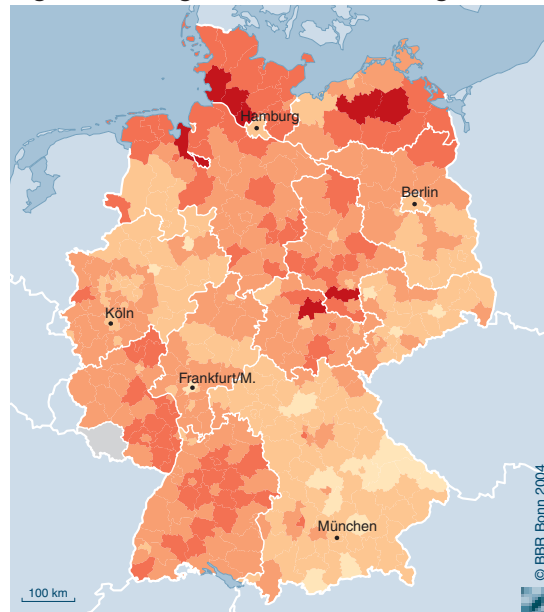 Hamburg
Berlin
Köln
Frankfurt/M.
München
100 km
© BBR Bonn 2004